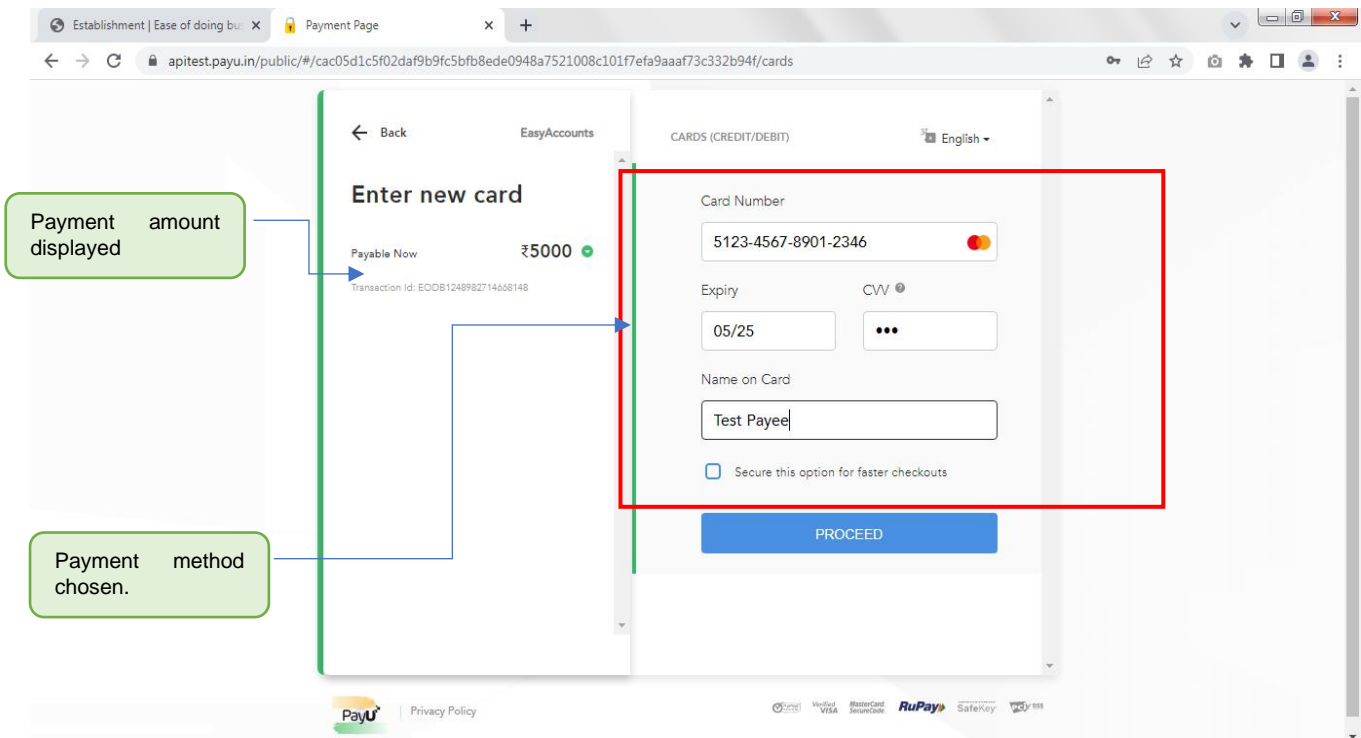 Establishment | Ease of doing bu
Payment Page
apitest.payu.in/public/#/cac05d1c5f02daf9b9fc5bfb8ede0948a7521008c101f7efa9aaaf73c332b94f/cards
Back
EasyAccounts
CARDS (CREDIT/DEBIT)
English
Enter new card
Payment amount
displayed
Payable Now
₹5000
Transaction Id: EODB1248982714668148
Card Number
5123-4567-8901-2346
Expiry
CVV
05/25
•••
Name on Card
Test Payee
Secure this option for faster checkouts
PROCEED
Payment method
chosen.
PayU
Privacy Policy
Verified
VISA
MasterCard
SecureCode
RuPay
SafeKey